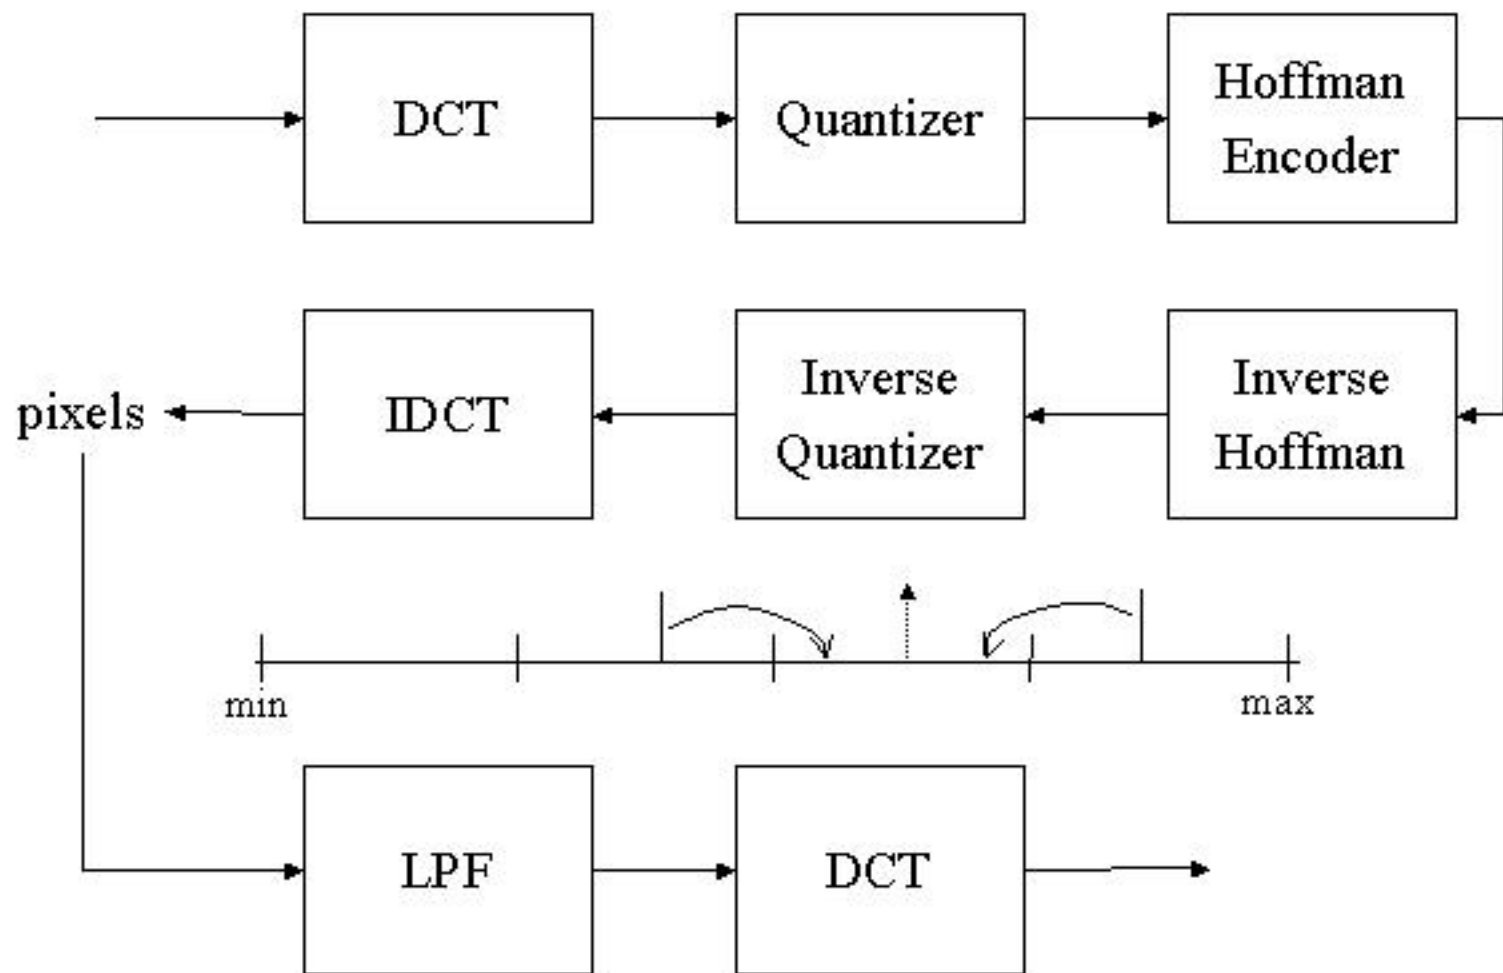 DCT
Quantizer
Hoffman
Encoder
pixels
IDCT
Inverse
Quantizer
Inverse
Hoffman
min
max
LPF
DCT